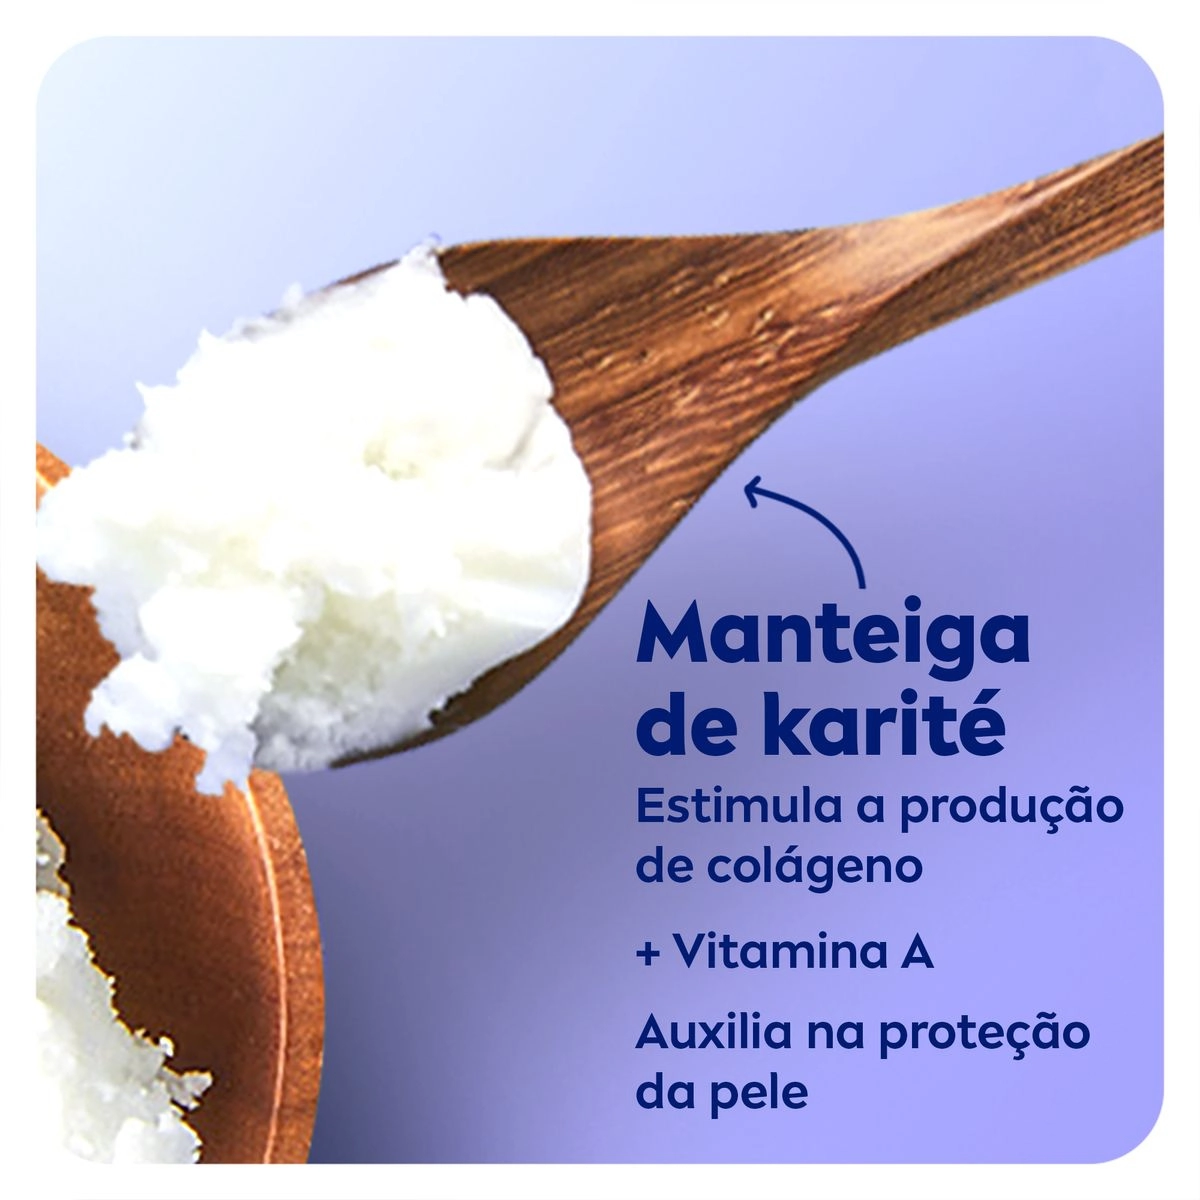 Manteiga
de karité
Estimula a produção
de colágeno
+ Vitamina A
Auxilia na proteção
da pele